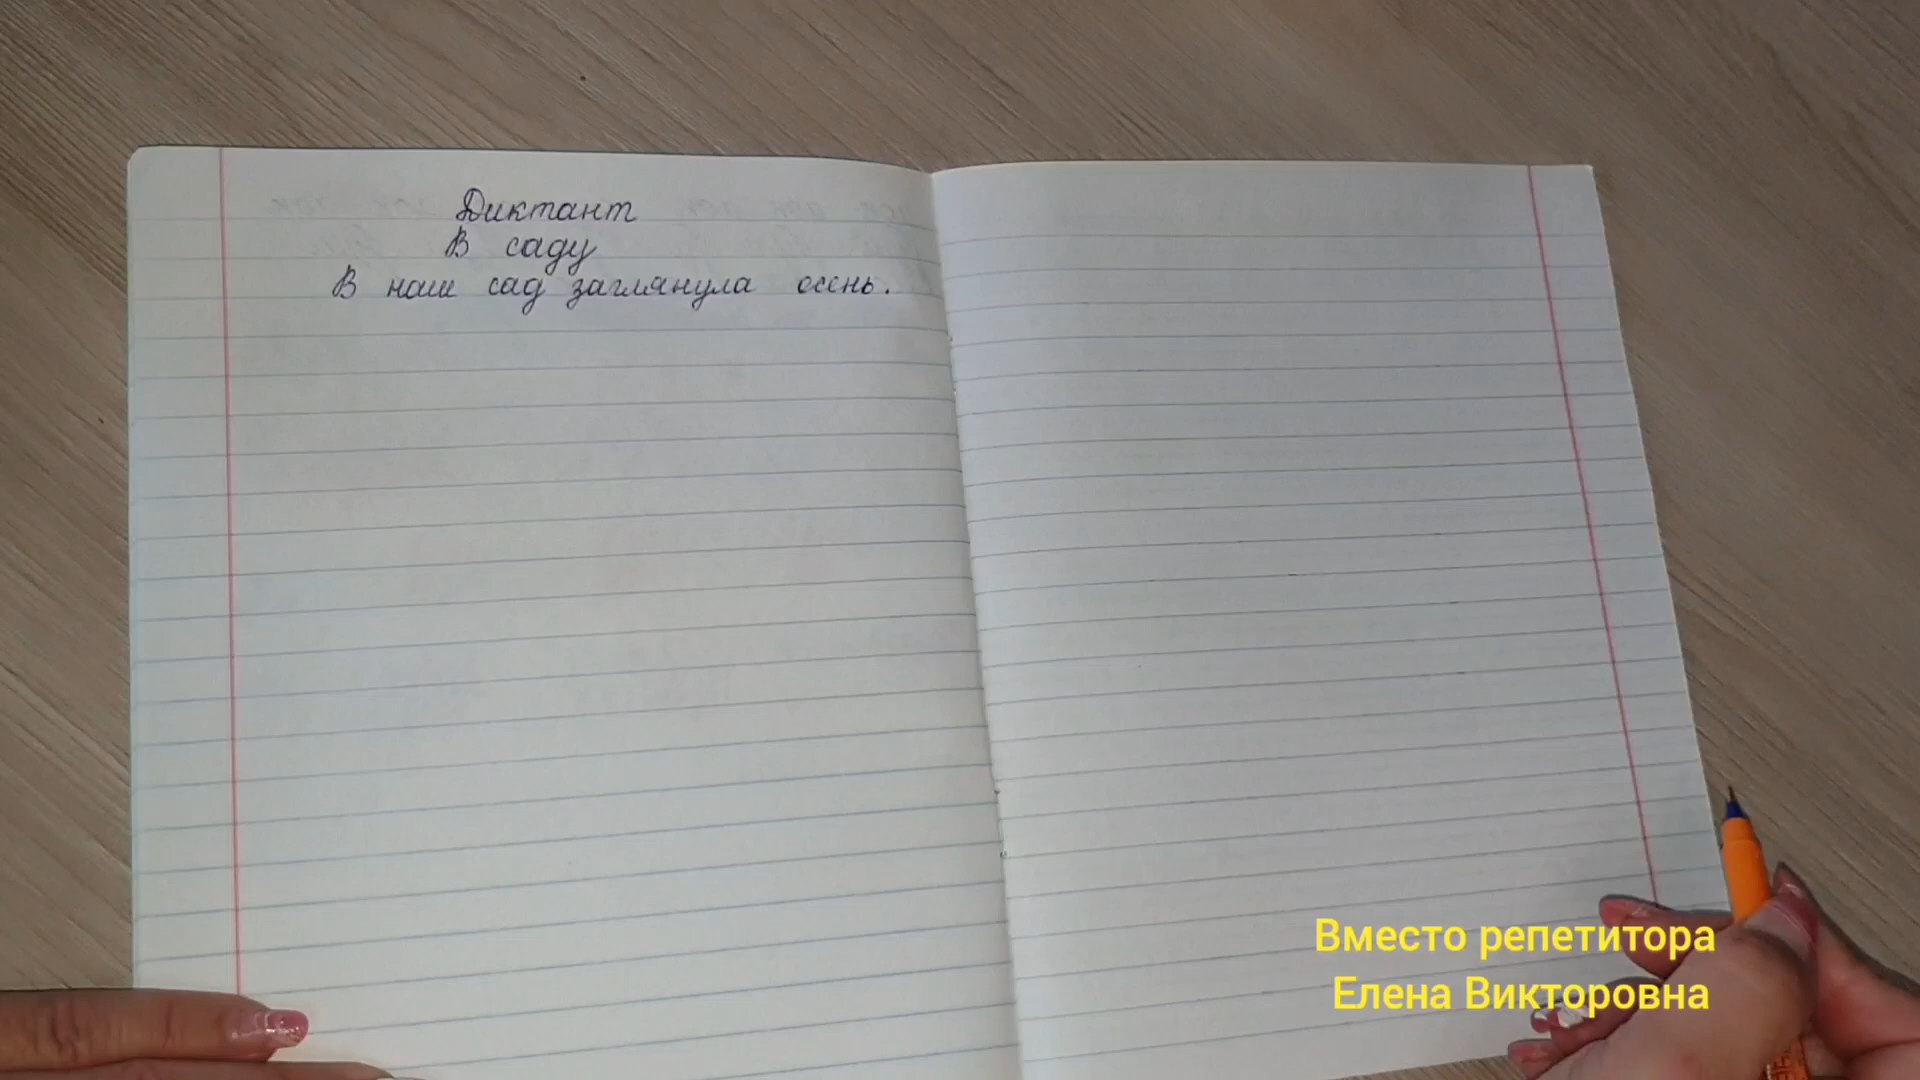 Диктант
В саду
В наш сад заглянула осень.
Вместо репетитора
Елена Викторовна